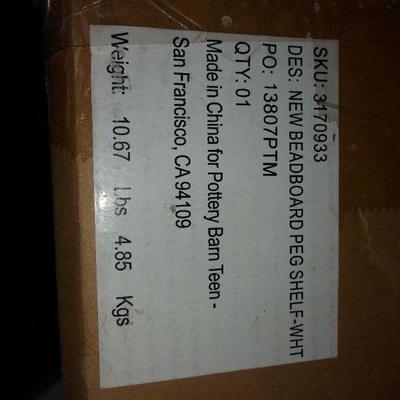 SKU: 3170933
DES: NEW BEADBOARD PEG SHELF-WHT
PO: 13807PTM
QTY: 01
Made in China for Pottery Barn Teen -
San Francisco, CA 94109
Weight: 10.67 Lbs 4.85 Kgs